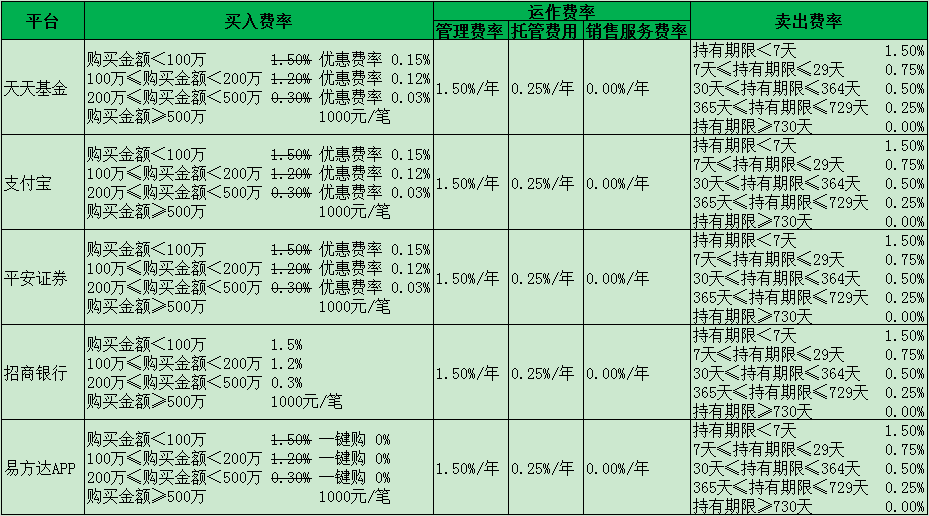 平台 买入费率 运作费率 卖出费率
管理费率 托管费用 销售服务费率
天天基金
购买金额＜100万 1.50% 优惠费率 0.15%
100万≤购买金额＜200万 1.20% 优惠费率 0.12%
200万≤购买金额＜500万 0.30% 优惠费率 0.03%
购买金额≥500万 1000元/笔
1.50%/年 0.25%/年 0.00%/年
持有期限＜7天 1.50%
7天≤持有期限≤29天 0.75%
30天≤持有期限≤364天 0.50%
365天≤持有期限≤729天 0.25%
持有期限≥730天 0.00%
支付宝
购买金额＜100万 1.50% 优惠费率 0.15%
100万≤购买金额＜200万 1.20% 优惠费率 0.12%
200万≤购买金额＜500万 0.30% 优惠费率 0.03%
购买金额≥500万 1000元/笔
1.50%/年 0.25%/年 0.00%/年
持有期限＜7天 1.50%
7天≤持有期限≤29天 0.75%
30天≤持有期限≤364天 0.50%
365天≤持有期限≤729天 0.25%
持有期限≥730天 0.00%
平安证券
购买金额＜100万 1.50% 优惠费率 0.15%
100万≤购买金额＜200万 1.20% 优惠费率 0.12%
200万≤购买金额＜500万 0.30% 优惠费率 0.03%
购买金额≥500万 1000元/笔
1.50%/年 0.25%/年 0.00%/年
持有期限＜7天 1.50%
7天≤持有期限≤29天 0.75%
30天≤持有期限≤364天 0.50%
365天≤持有期限≤729天 0.25%
持有期限≥730天 0.00%
招商银行
购买金额＜100万 1.5%
100万≤购买金额＜200万 1.2%
200万≤购买金额＜500万 0.3%
购买金额≥500万 1000元/笔
1.50%/年 0.25%/年 0.00%/年
持有期限＜7天 1.50%
7天≤持有期限≤29天 0.75%
30天≤持有期限≤364天 0.50%
365天≤持有期限≤729天 0.25%
持有期限≥730天 0.00%
易方达APP
购买金额＜100万 1.50% 一键购 0%
100万≤购买金额＜200万 1.20% 一键购 0%
200万≤购买金额＜500万 0.30% 一键购 0%
购买金额≥500万 1000元/笔
1.50%/年 0.25%/年 0.00%/年
持有期限＜7天 1.50%
7天≤持有期限≤29天 0.75%
30天≤持有期限≤364天 0.50%
365天≤持有期限≤729天 0.25%
持有期限≥730天 0.00%